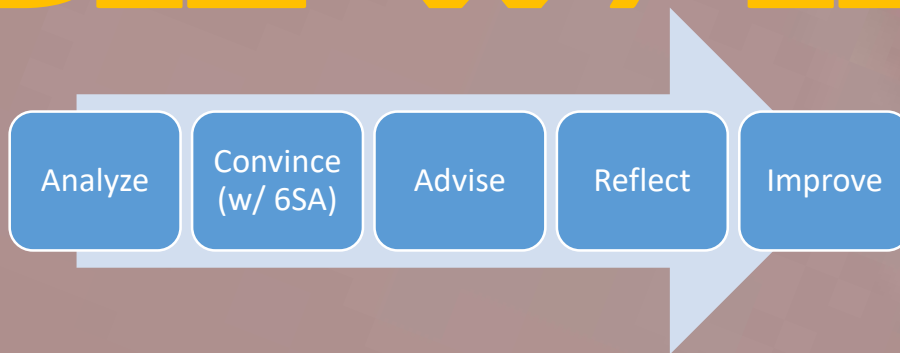 Analyze
Convince
(w/ 6SA)
Advise
Reflect
Improve